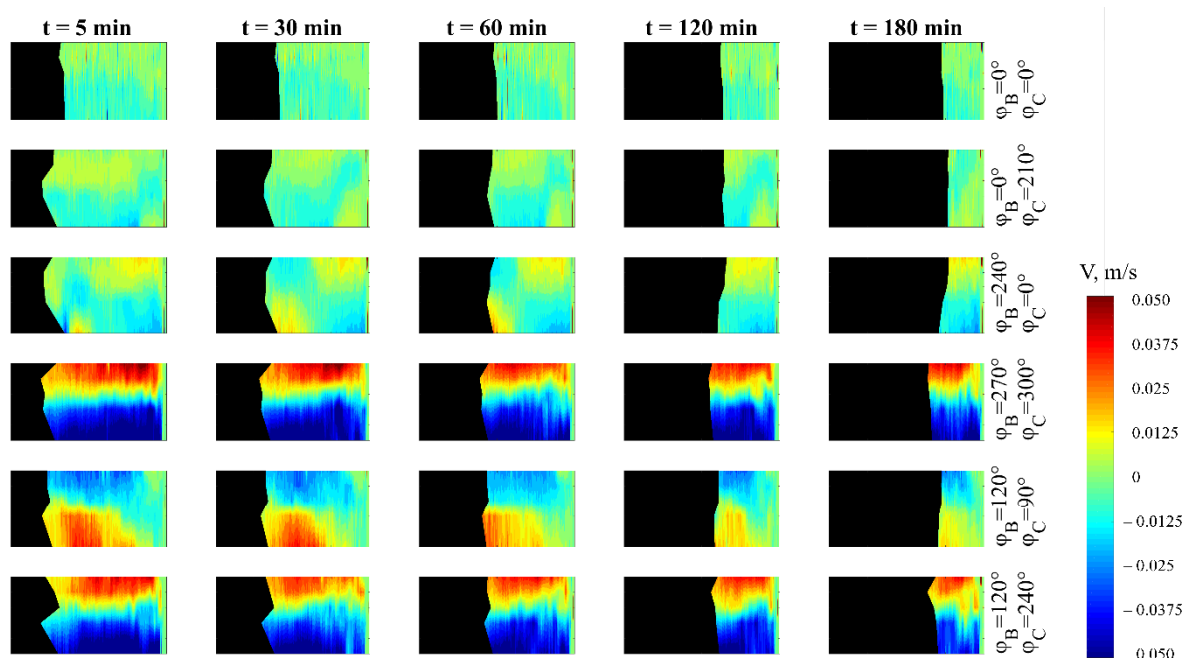 t = 5 min
t = 30 min
t = 60 min
t = 120 min
t = 180 min
φB=0°
φC=0°
φB=0°
φC=210°
φB=240°
φC=0°
φB=270°
φC=300°
φB=120°
φC=90°
φB=120°
φC=240°
V, m/s
0.050
0.0375
0.025
0.0125
0
−0.0125
−0.025
−0.0375
0.050